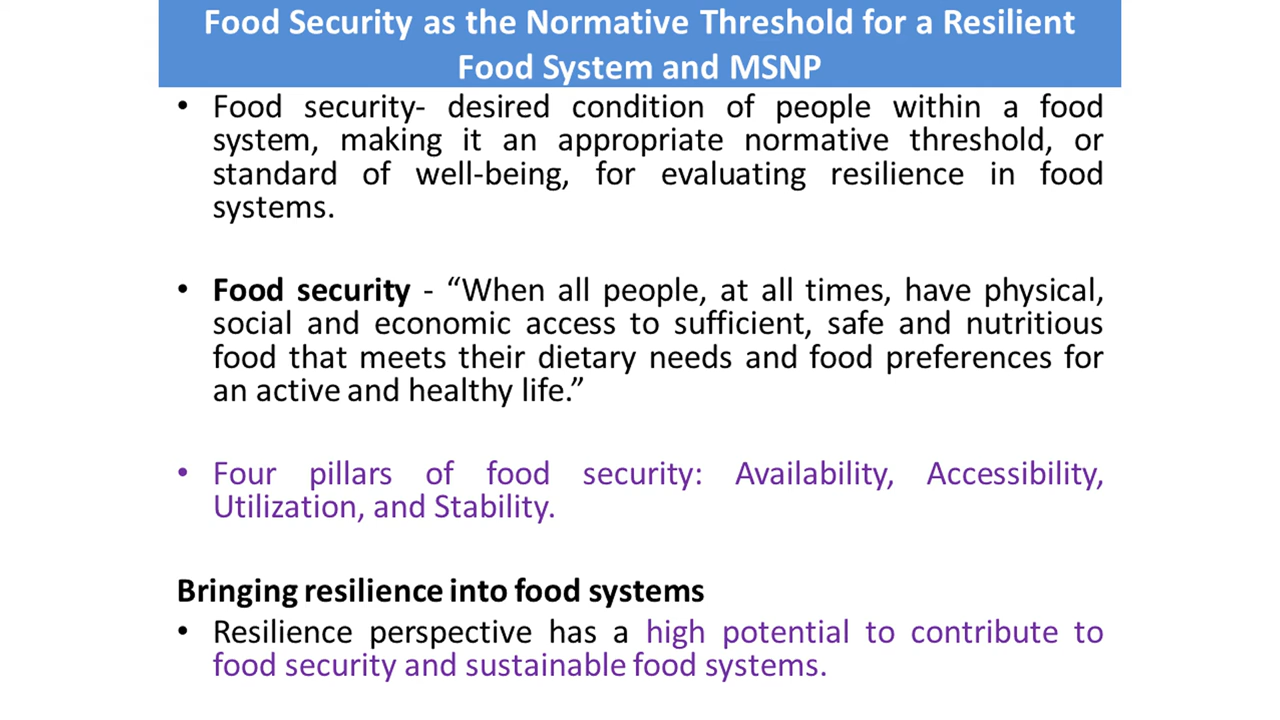 Food Security as the Normative Threshold for a Resilient
Food System and MSNP
• Food security- desired condition of people within a food
system, making it an appropriate normative threshold, or
standard of well-being, for evaluating resilience in food
systems.
• Food security - “When all people, at all times, have physical,
social and economic access to sufficient, safe and nutritious
food that meets their dietary needs and food preferences for
an active and healthy life.”
• Four pillars of food security: Availability, Accessibility,
Utilization, and Stability.
Bringing resilience into food systems
• Resilience perspective has a high potential to contribute to
food security and sustainable food systems.